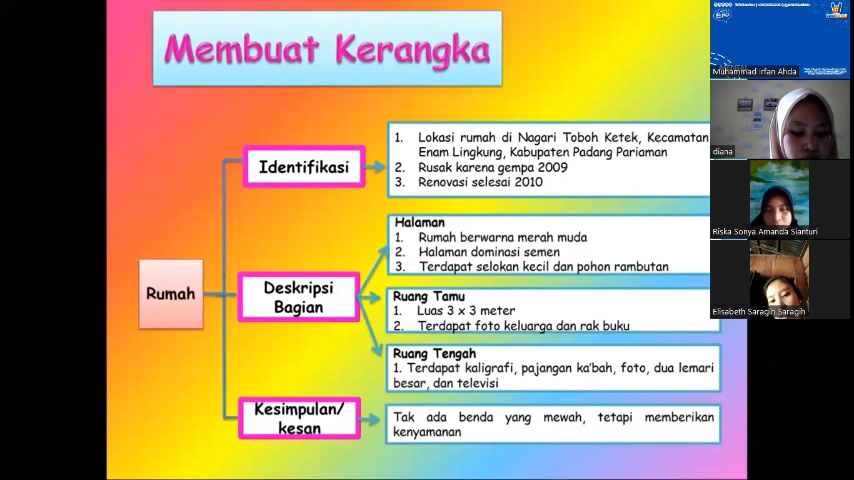 Membuat Kerangka
Identifikasi
1. Lokasi rumah di Nagari Toboh Ketek, Kecamatan
Enam Lingkung, Kabupaten Padang Pariaman
2. Rusak karena gempa 2009
3. Renovasi selesai 2010
Rumah
Deskripsi
Bagian
Halaman
1. Rumah berwarna merah muda
2. Halaman dominasi semen
3. Terdapat selokan kecil dan pohon rambutan
Ruang Tamu
1. Luas 3 x 3 meter
2. Terdapat foto keluarga dan rak buku
Ruang Tengah
1. Terdapat kaligrafi, pajangan ka'bah, foto, dua lemari
besar, dan televisi
Kesimpulan/
kesan
Tak ada benda yang mewah, tetapi memberikan
kenyamanan
Muhammad Irfan Ahda
diana
Riska Sonya Amanda Sianturi
Elisabeth Saragih Saragih